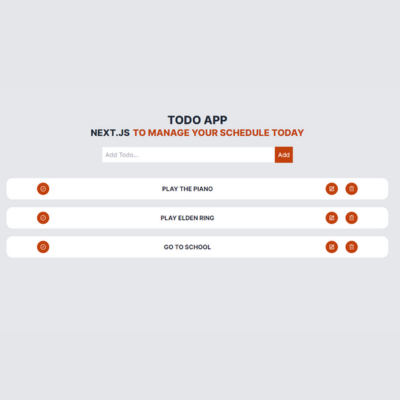 TODO APP
NEXT.JS TO MANAGE YOUR SCHEDULE TODAY
Add Todo...
Add
PLAY THE PIANO
PLAY ELDEN RING
GO TO SCHOOL